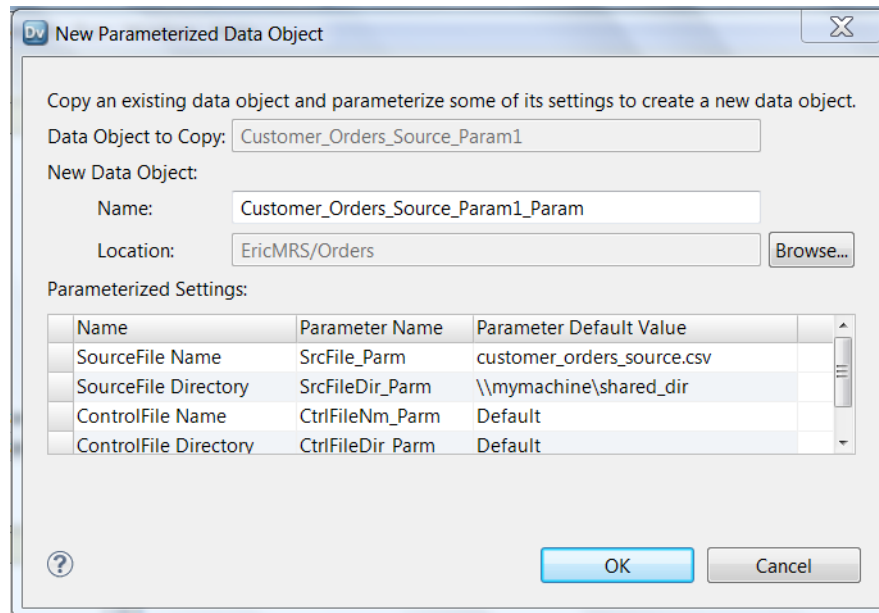 Dv New Parameterized Data Object
Copy an existing data object and parameterize some of its settings to create a new data object.
Data Object to Copy: Customer_Orders_Source_Param1
New Data Object:
Name: Customer_Orders_Source_Param1_Param
Location: EricMRS/Orders Browse...
Parameterized Settings:
Name Parameter Name Parameter Default Value
SourceFile Name SrcFile_Parm customer_orders_source.csv
SourceFile Directory SrcFileDir_Parm \\mymachine\shared_dir
ControlFile Name CtrlFileNm_Parm Default
ControlFile Directory CtrlFileDir_Parm Default
? OK Cancel